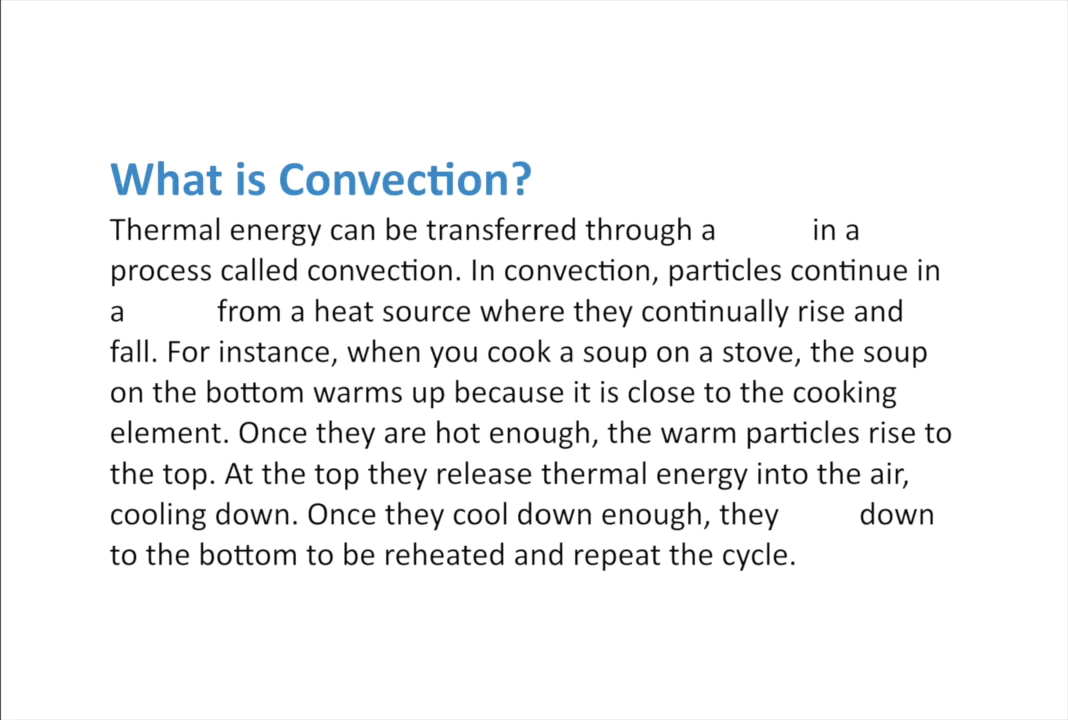 What is Convection?
Thermal energy can be transferred through a in a
process called convection. In convection, particles continue in
a from a heat source where they continually rise and
fall. For instance, when you cook a soup on a stove, the soup
on the bottom warms up because it is close to the cooking
element. Once they are hot enough, the warm particles rise to
the top. At the top they release thermal energy into the air,
cooling down. Once they cool down enough, they down
to the bottom to be reheated and repeat the cycle.